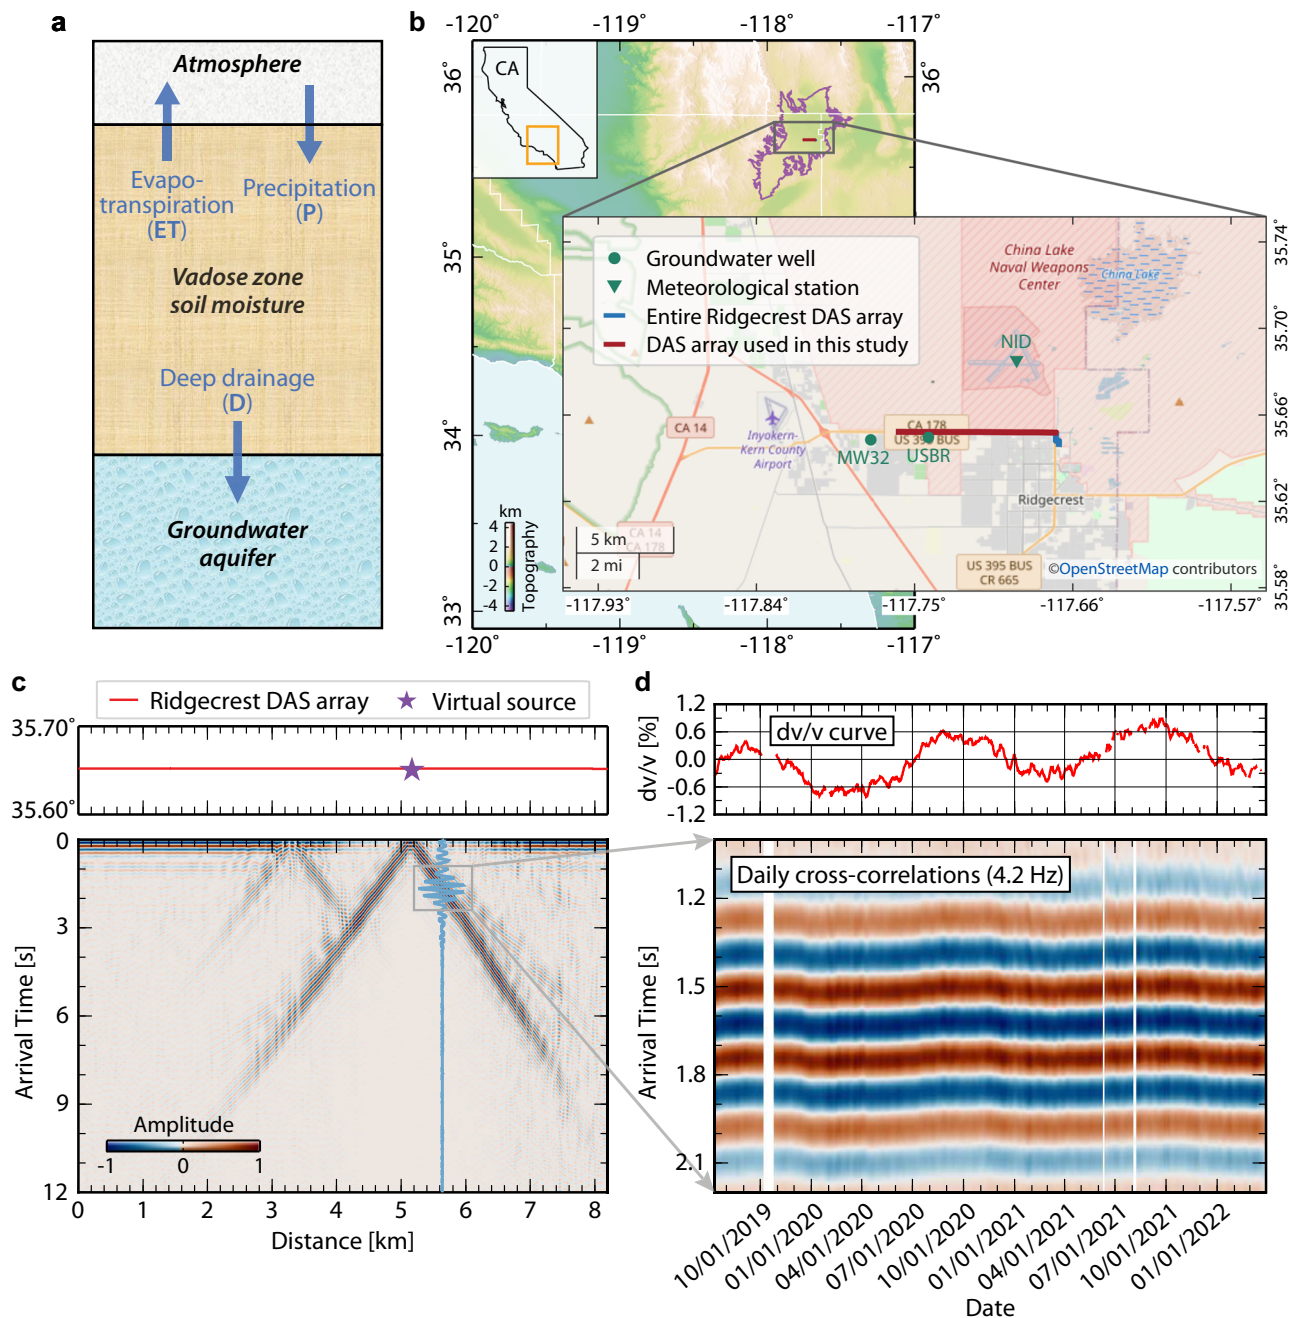 a
Atmosphere
Evapo-
transpiration
(ET)
Precipitation
(P)
Vadose zone
soil moisture
Deep drainage
(D)
Groundwater
aquifer
b
-120˚
-119˚
-118˚
-117˚
36˚
36˚
35˚
34˚
33˚
-120˚
-119˚
-118˚
-117˚
CA
Groundwater well
Meteorological station
Entire Ridgecrest DAS array
DAS array used in this study
China Lake
Naval Weapons
Center
China Lake
NID
CA 14
Inyokern-
Kern County
Airport
CA 178
US 395 BUS
MW32
USBR
Ridgecrest
CA 14
CA 178
US 395 BUS
CR 665
km
4
2
0
-2
-4
Topography
5 km
2 mi
©OpenStreetMap contributors
-117.93˚
-117.84˚
-117.75˚
-117.66˚
-117.57˚
35.74˚
35.70˚
35.66˚
35.62˚
35.58˚
c
Ridgecrest DAS array
Virtual source
35.70˚
35.60˚
0
3
6
9
12
Arrival Time [s]
Amplitude
-1
0
1
0
1
2
3
4
5
6
7
8
Distance [km]
d
1.2
0.6
0.0
-0.6
-1.2
dv/v [%]
dv/v curve
Daily cross-correlations (4.2 Hz)
1.2
1.5
1.8
2.1
Arrival Time [s]
10/01/2019
01/01/2020
04/01/2020
07/01/2020
10/01/2020
01/01/2021
04/01/2021
07/01/2021
10/01/2021
01/01/2022
Date